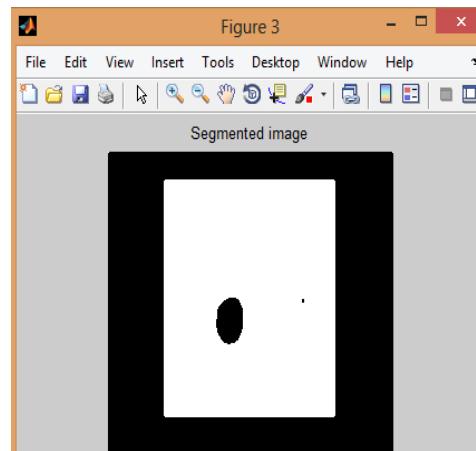 Figure 3
File Edit View Insert Tools Desktop Window Help
Segmented image